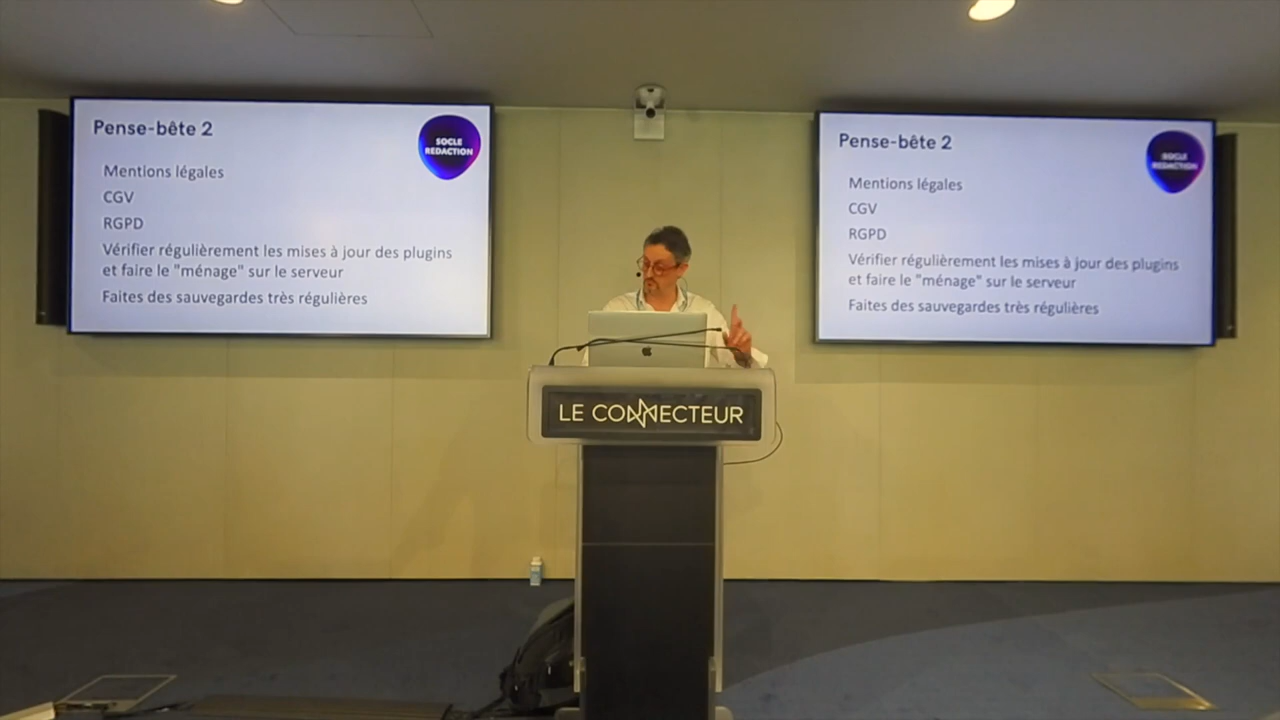 Pense-bête 2
SOCLE
REDACTION
Mentions légales
CGV
RGPD
Vérifier régulièrement les mises à jour des plugins
et faire le "ménage" sur le serveur
Faites des sauvegardes très régulières
Pense-bête 2
SOCLE
REDACTION
Mentions légales
CGV
RGPD
Vérifier régulièrement les mises à jour des plugins
et faire le "ménage" sur le serveur
Faites des sauvegardes très régulières
LE CONNECTEUR